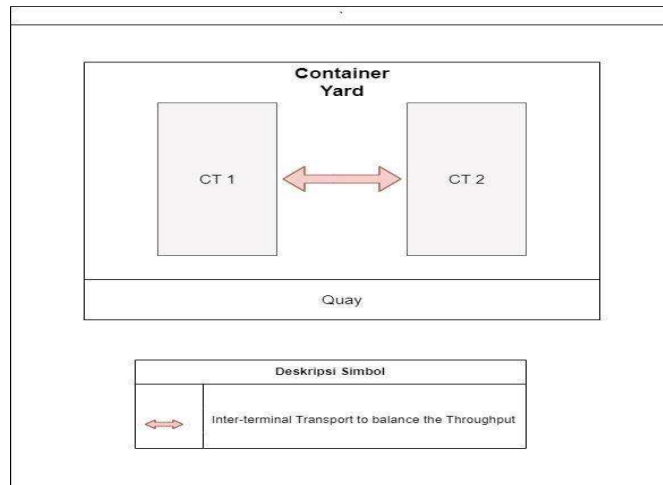 Container
Yard
CT 1
CT 2
Quay
Deskripsi Simbol
Inter-terminal Transport to balance the Throughput